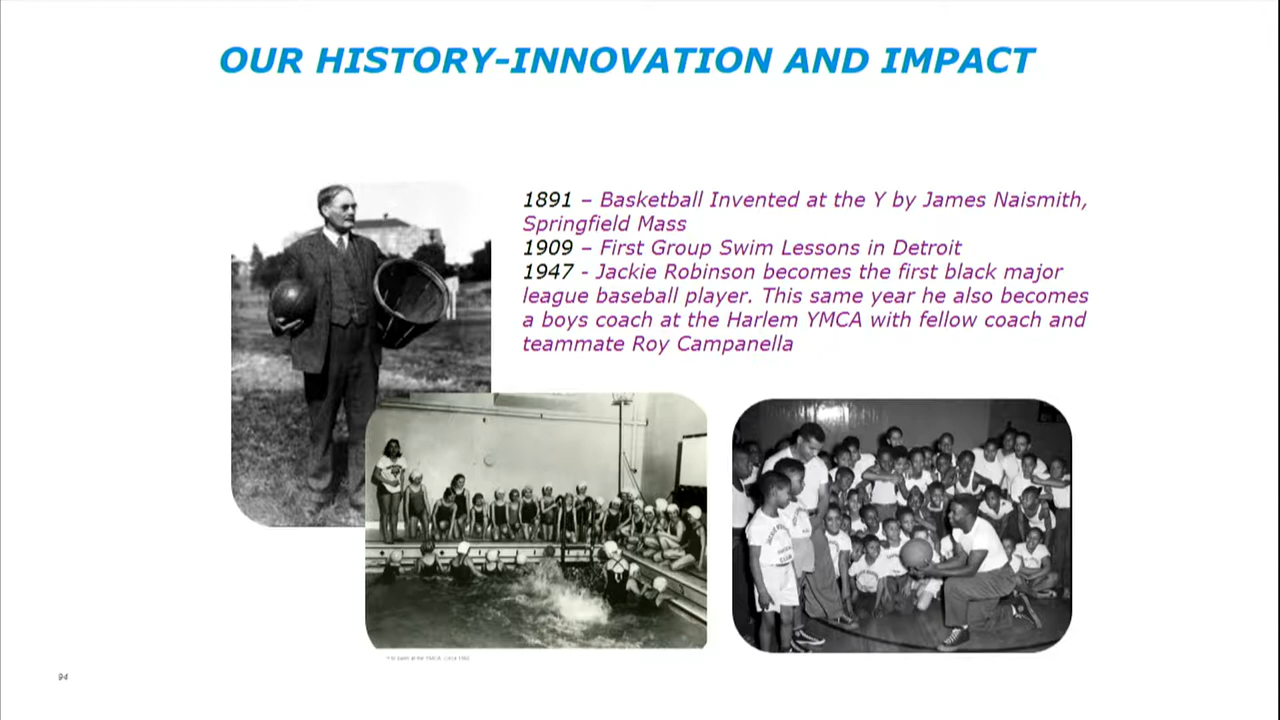 OUR HISTORY-INNOVATION AND IMPACT
1891 – Basketball Invented at the Y by James Naismith,
Springfield Mass
1909 – First Group Swim Lessons in Detroit
1947 - Jackie Robinson becomes the first black major
league baseball player. This same year he also becomes
a boys coach at the Harlem YMCA with fellow coach and
teammate Roy Campanella
94